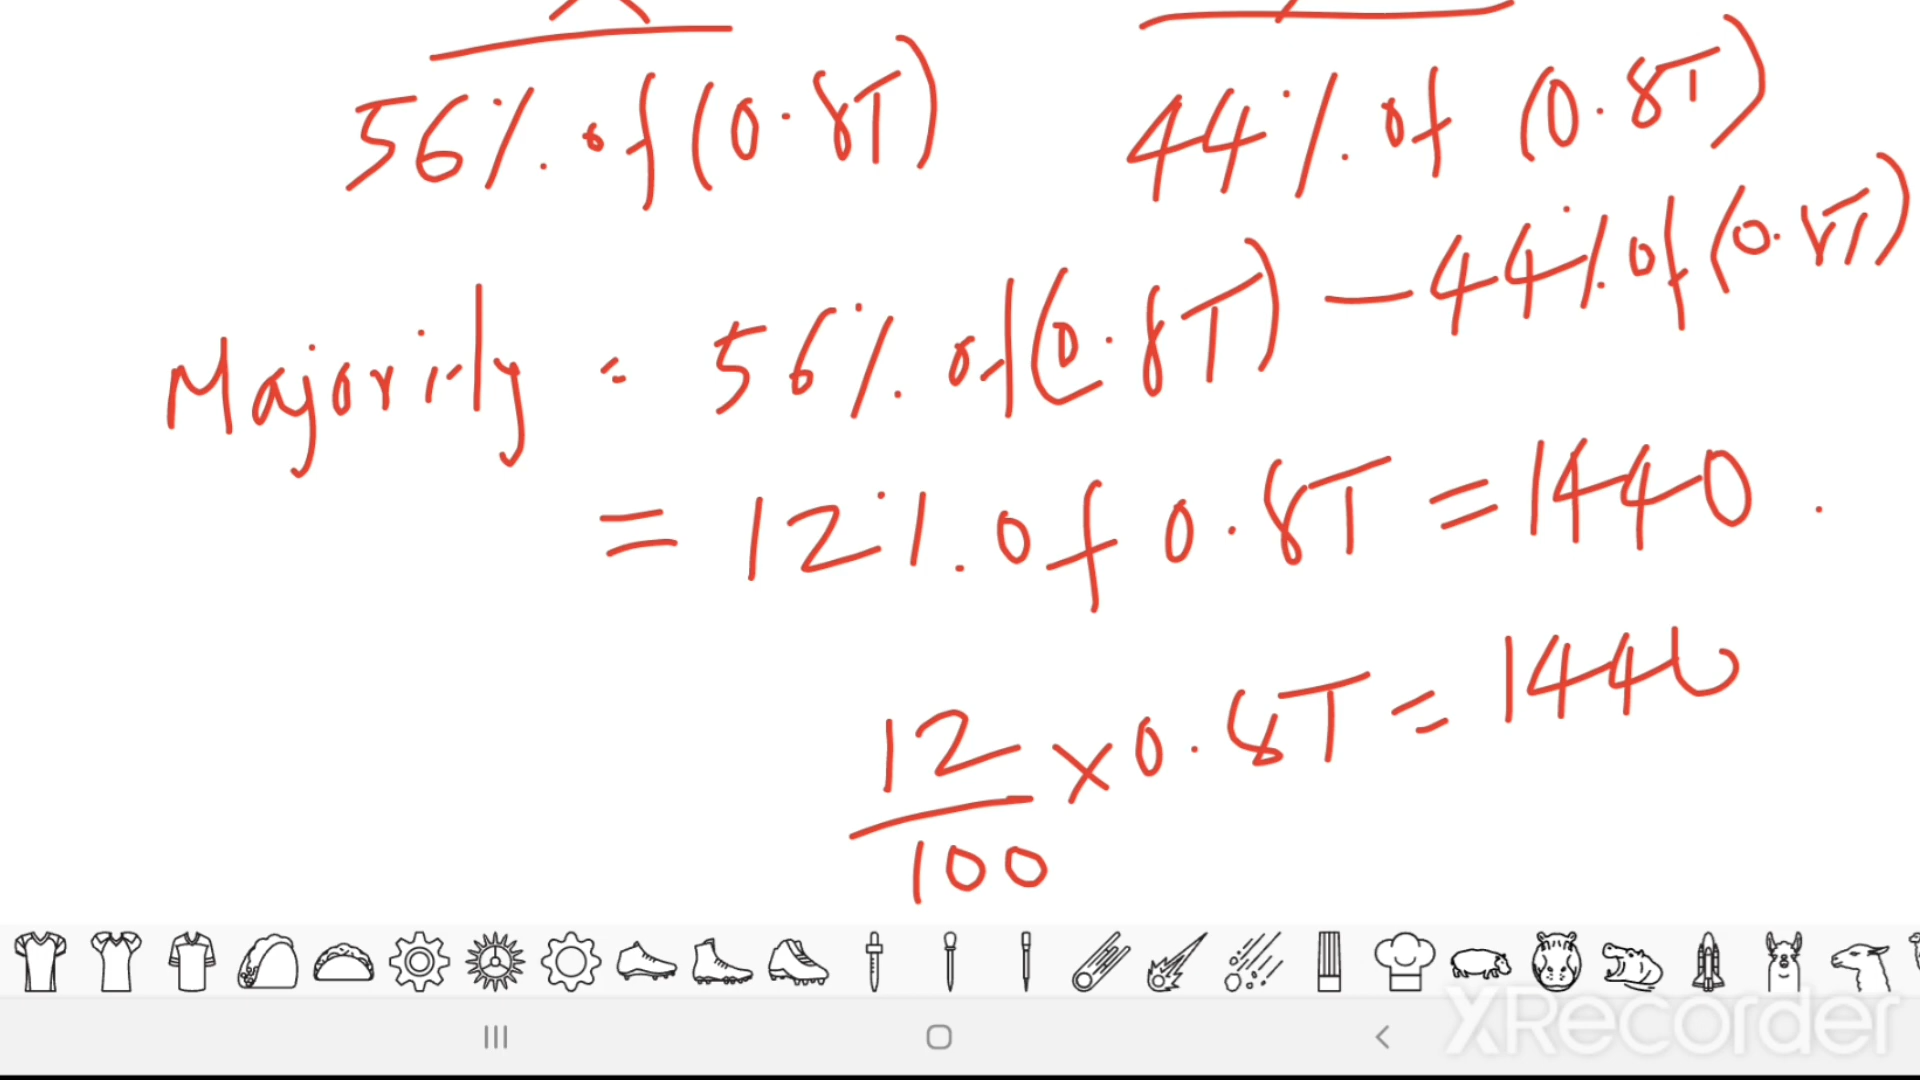 56% of (0.8T) 44% of (0.8T)
Majority = 56% of (0.8T) - 44% of (0.8T)
= 12% of 0.8T = 1440 .
12/100 x 0.8T = 1440
XRecorder